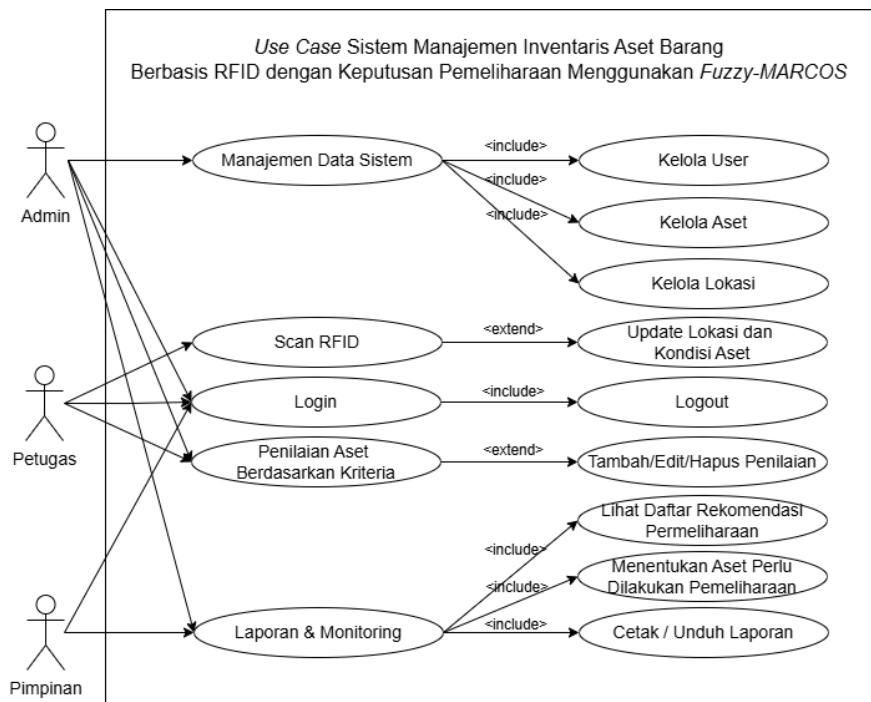 Use Case Sistem Manajemen Inventaris Aset Barang
Berbasis RFID dengan Keputusan Pemeliharaan Menggunakan Fuzzy-MARCOS
Admin
Manajemen Data Sistem
<include>
Kelola User
<include>
Kelola Aset
<include>
Kelola Lokasi
Petugas
Scan RFID
<extend>
Update Lokasi dan
Kondisi Aset
Login
<include>
Logout
Penilaian Aset
Berdasarkan Kriteria
<extend>
Tambah/Edit/Hapus Penilaian
Pimpinan
Laporan & Monitoring
<include>
Lihat Daftar Rekomendasi
Permeliharaan
<include>
Menentukan Aset Perlu
Dilakukan Pemeliharaan
<include>
Cetak / Unduh Laporan